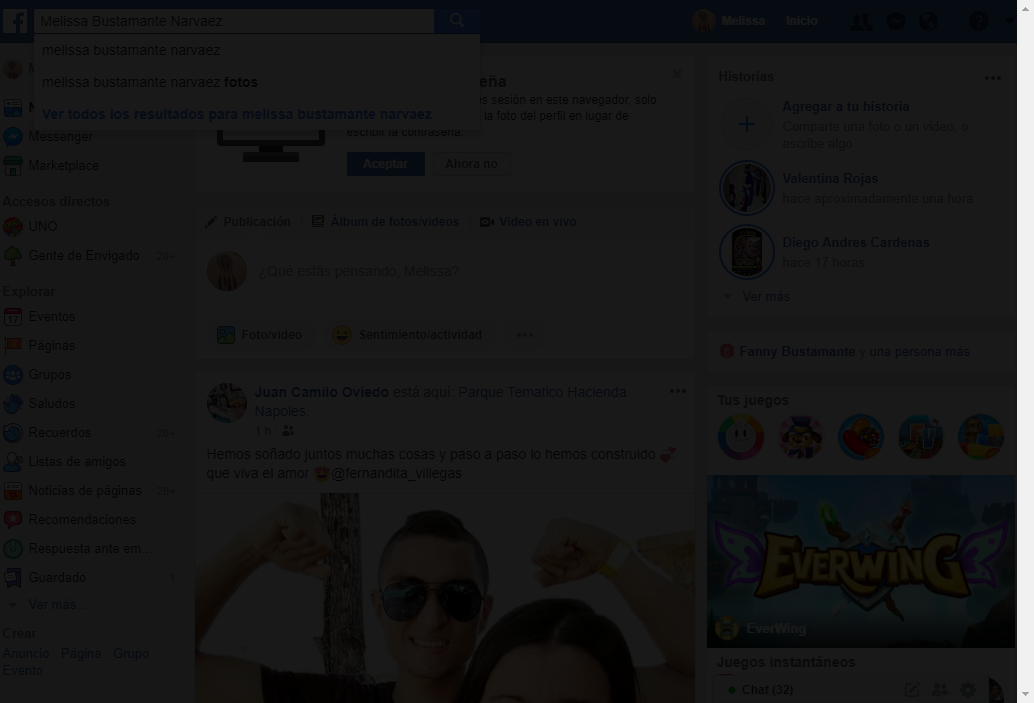 Melissa Bustamante Narvaez
Melissa
Inicio
melissa bustamante narvaez
melissa bustamante narvaez fotos
Ver todos los resultados para melissa bustamante narvaez
Messenger
Marketplace
Accesos directos
UNO
Gente de Envigado 20+
Explorar
Eventos
Páginas
Grupos
Saludos
Recuerdos 20+
Listas de amigos
Noticias de páginas 20+
Recomendaciones
Respuesta ante em...
Guardado 1
Ver más...
Crear
Anuncio Página Grupo
Evento
eña
sesión en este navegador, solo
la foto del perfil en lugar de
escribir la contraseña.
Aceptar Ahora no
Publicación Álbum de fotos/videos Video en vivo
¿Qué estás pensando, Melissa?
Foto/video Sentimiento/actividad
Juan Camilo Oviedo está aquí: Parque Tematico Hacienda
Napoles.
1 h
Hemos soñado juntos muchas cosas y paso a paso lo hemos construido 💞
que viva el amor 😍@fernandita_villegas
Historias
Agregar a tu historia
Comparte una foto o un video, o
escribe algo
Valentina Rojas
hace aproximadamente una hora
Diego Andres Cardenas
hace 17 horas
Ver más
Fanny Bustamante y una persona más
Tus juegos
EVERWING
EverWing
Juegos instantáneos
Chat (32)